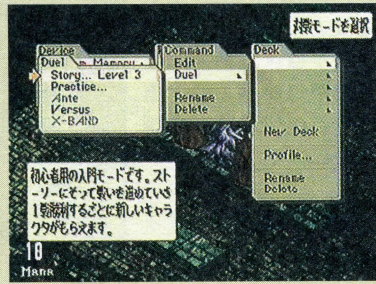 対戦モードを選択
Device
Duel
m Memory
Story... Level 3
Practice...
Ante
Versus
X-BAND
Command
Edit
Duel
Rename
Delete
Deck
New Deck
Profile...
Rename
Delete
初心者用の入門モードです。スト
ーリーにそって戦いを進めていき
1勝するごとに新しいキャラ
クタがもらえます。
18
Mana